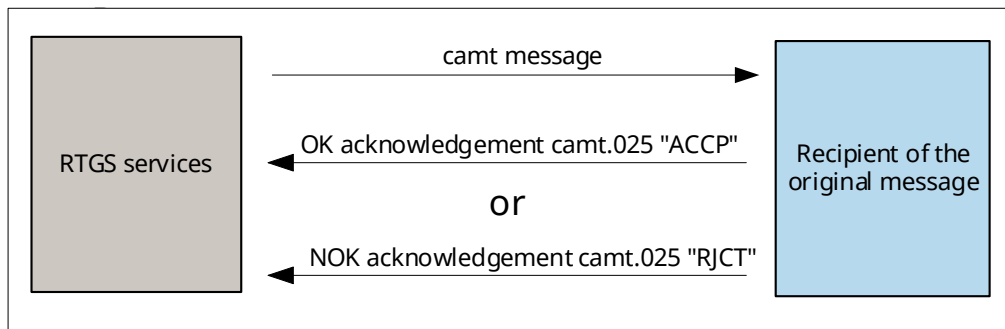 camt message
RTGS services
OK acknowledgement camt.025 "ACCP"
Recipient of the
original message
or
NOK acknowledgement camt.025 "RJCT"